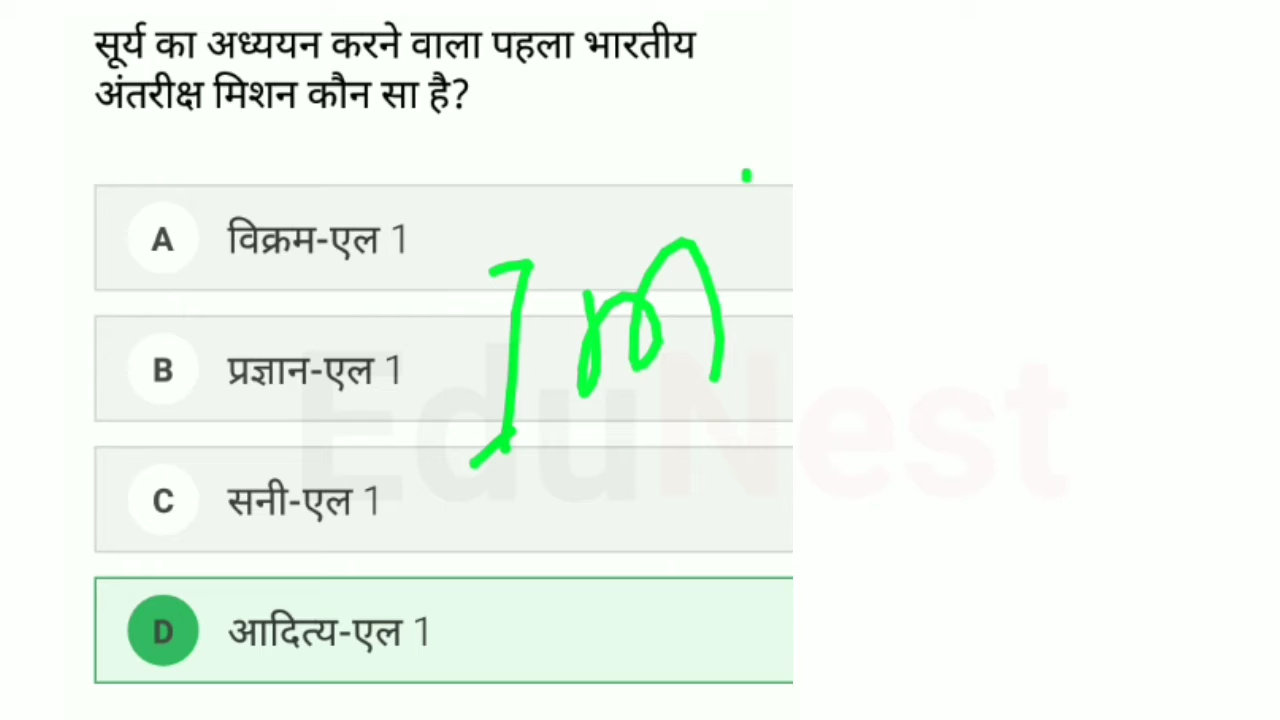 सूर्य का अध्ययन करने वाला पहला भारतीय
अंतरीक्ष मिशन कौन सा है?
A विक्रम-एल 1
B प्रज्ञान-एल 1
C सनी-एल 1
D आदित्य-एल 1
EduNest